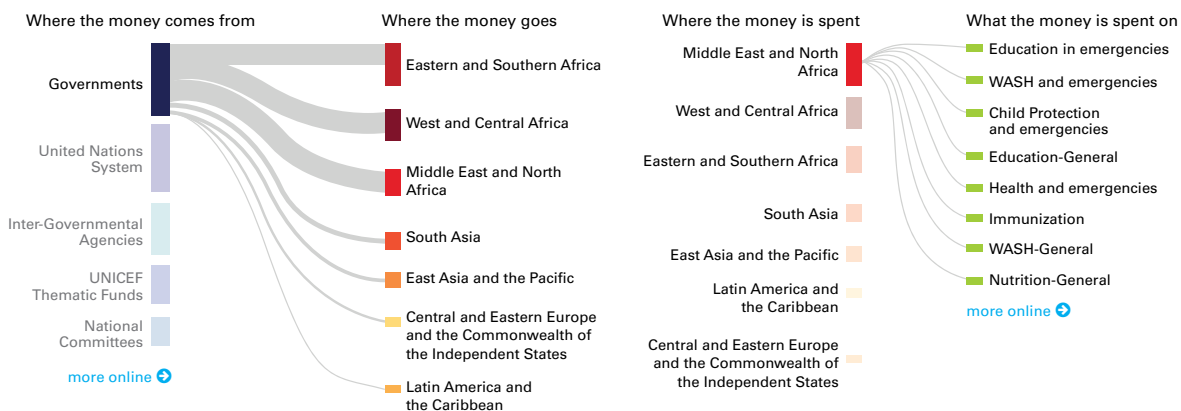 Where the money comes from
Where the money goes
Governments
United Nations
System
Inter-Governmental
Agencies
UNICEF
Thematic Funds
National
Committees
more online
Eastern and Southern Africa
West and Central Africa
Middle East and North
Africa
South Asia
East Asia and the Pacific
Central and Eastern Europe
and the Commonwealth of
the Independent States
Latin America and
the Caribbean
Where the money is spent
What the money is spent on
Middle East and North
Africa
West and Central Africa
Eastern and Southern Africa
South Asia
East Asia and the Pacific
Latin America and
the Caribbean
Central and Eastern Europe
and the Commonwealth of
the Independent States
Education in emergencies
WASH and emergencies
Child Protection
and emergencies
Education-General
Health and emergencies
Immunization
WASH-General
Nutrition-General
more online